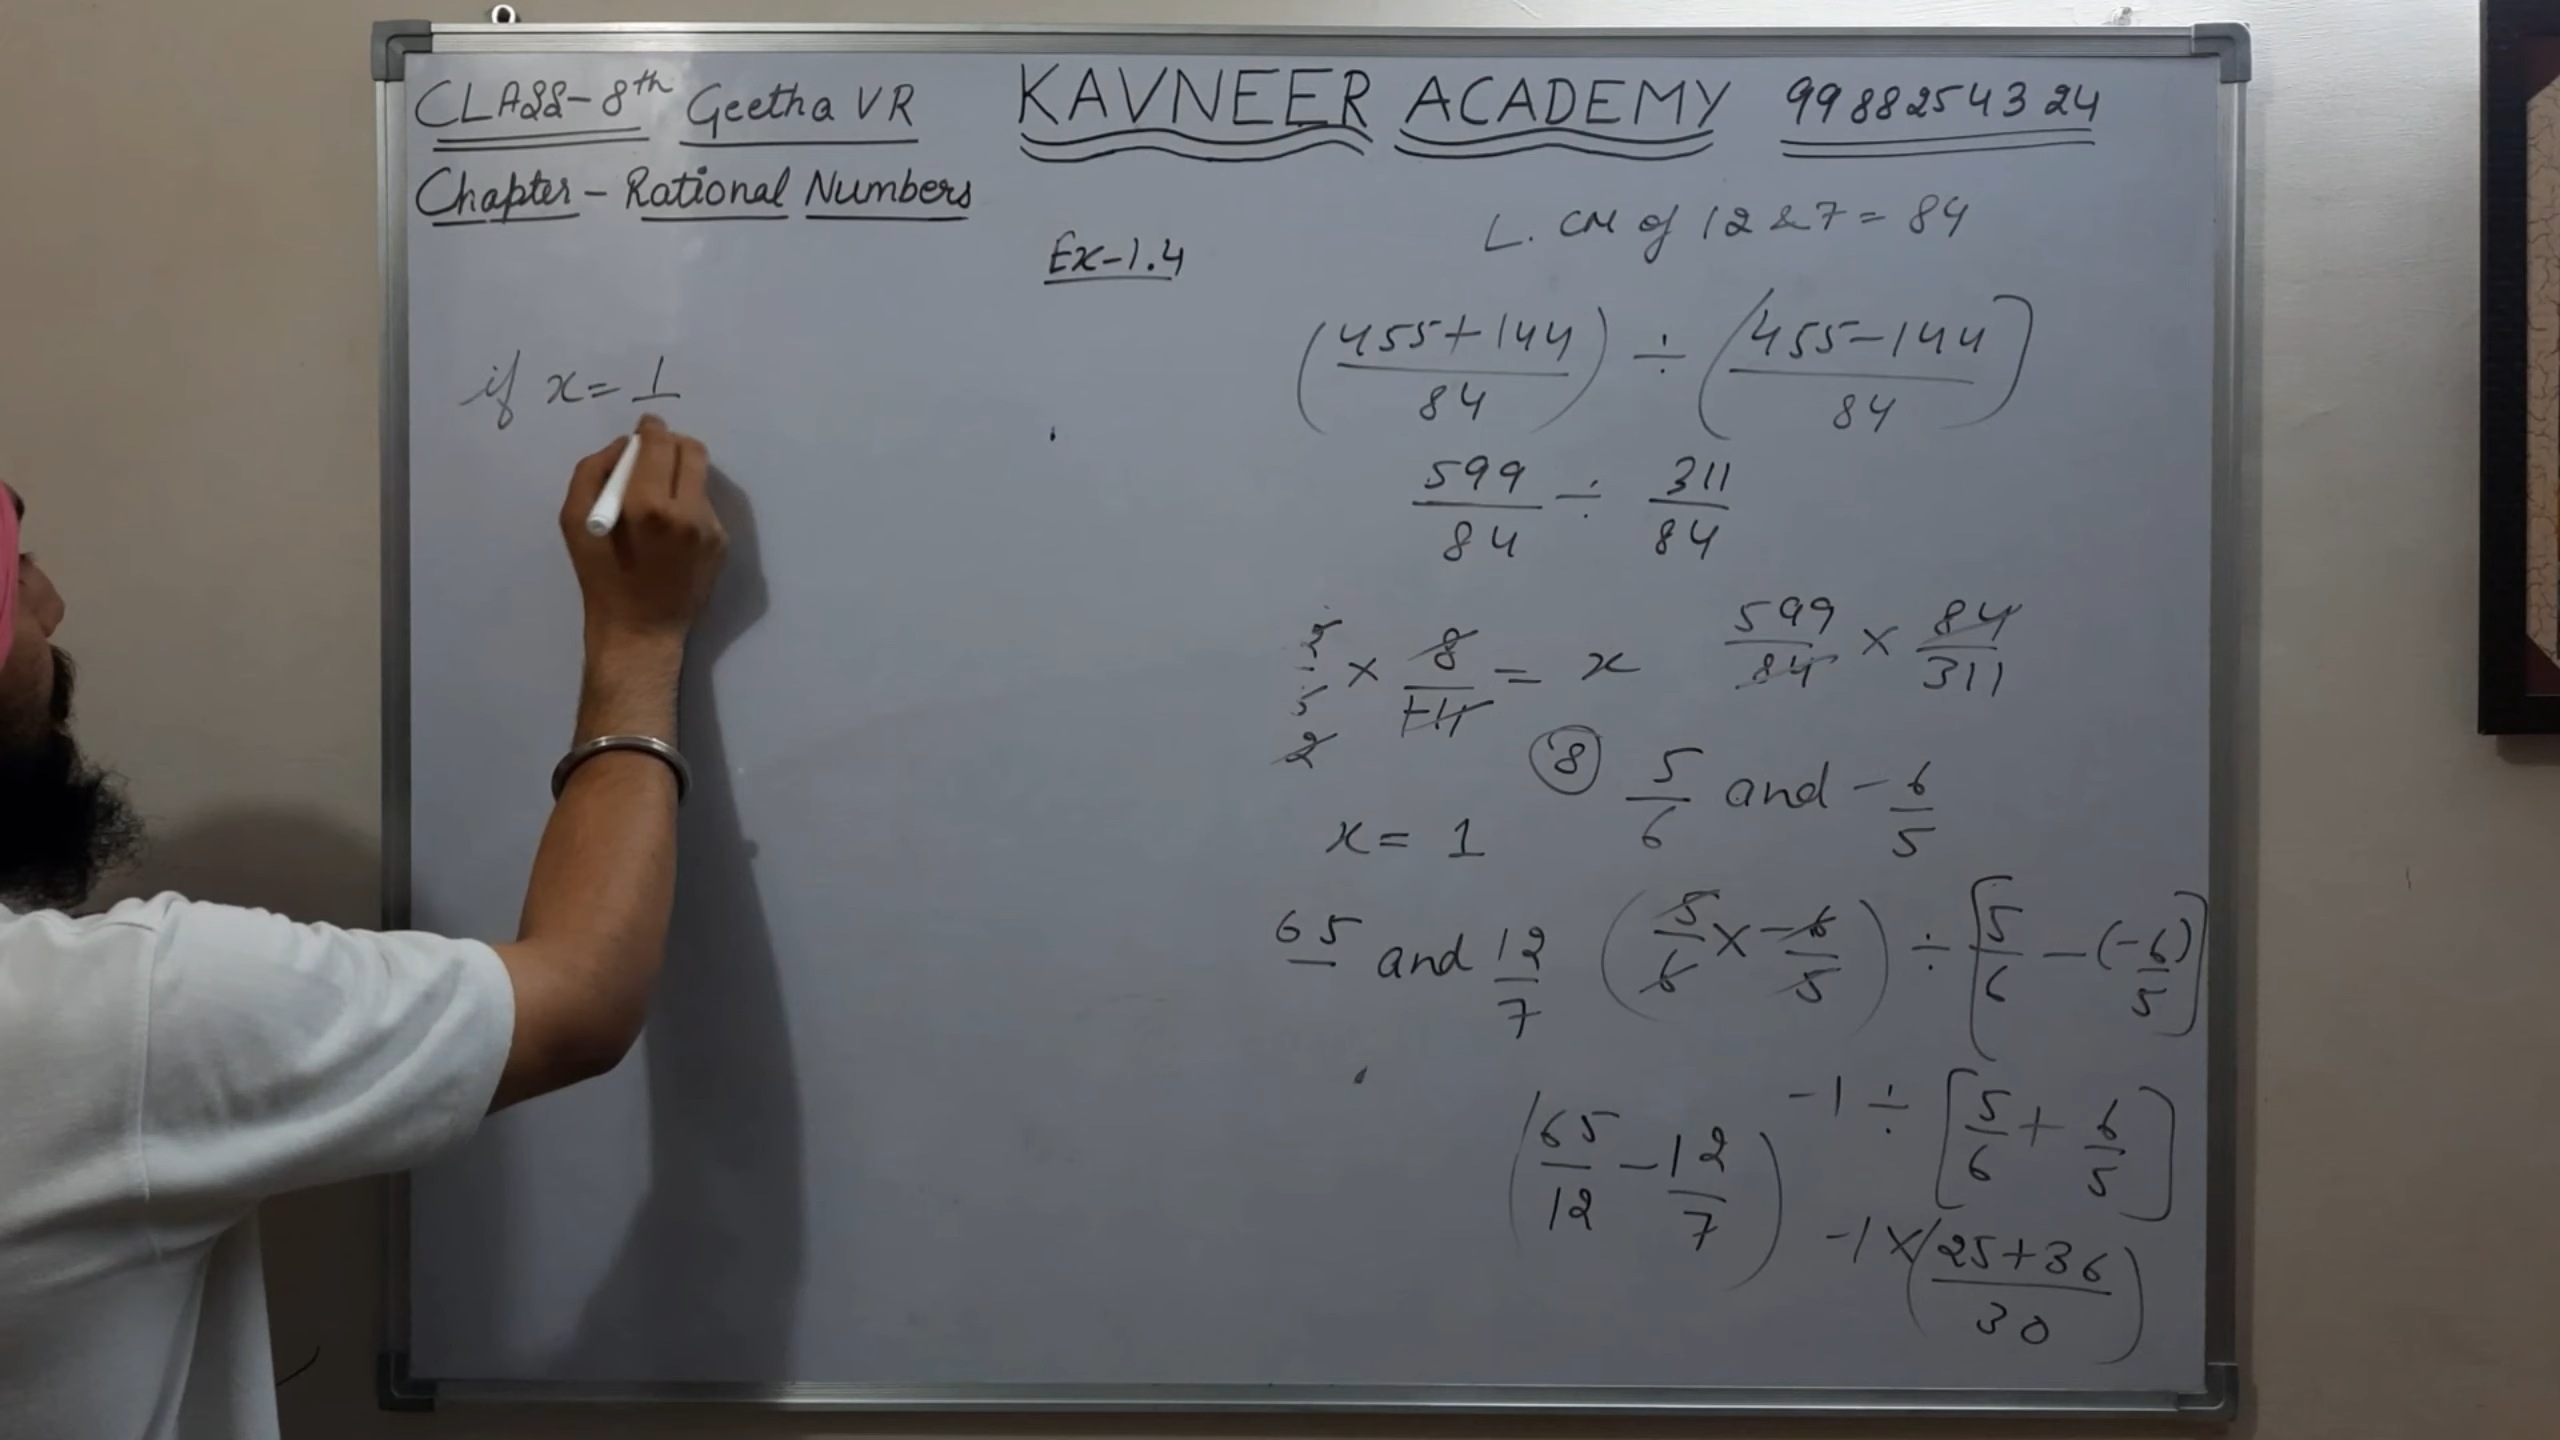 CLASS-8th Geetha VR KAVNEER ACADEMY 9988254324
Chapter - Rational Numbers
Ex-1.4
if x = 1/
L.CM of 12 & 7 = 84
(455+144/84) ÷ (455-144/84)
599/84 ÷ 311/84
× 8/-11 = x
599/84 × 84/311
x = 1
⑧ 5/6 and -6/5
65 and 12/7
(5/6 × -6/5) ÷ [5/6 - (-6/5)]
-1 ÷ [5/6 + 6/5]
(65/12 - 12/7)
-1 × (25+36/30)